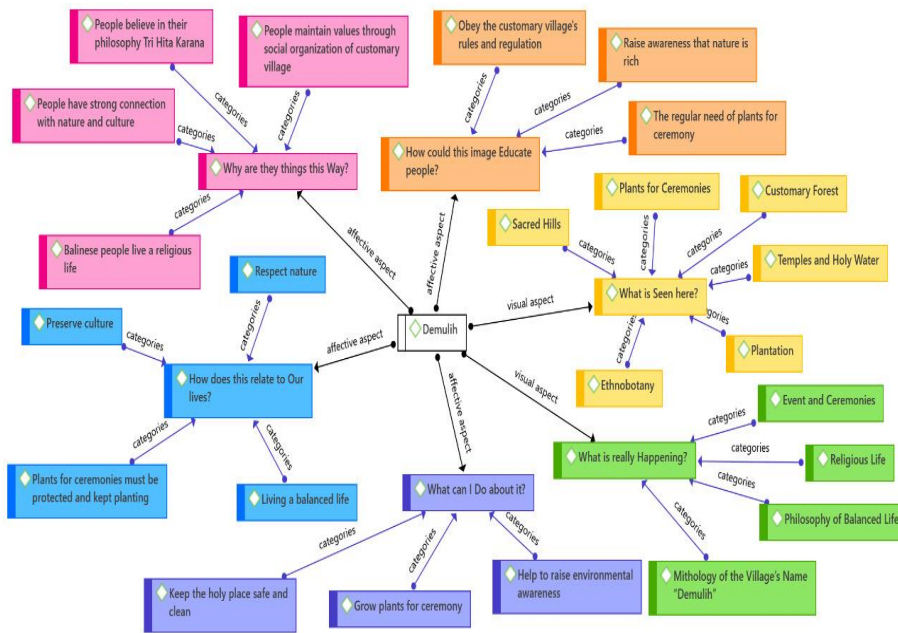 People believe in their
philosophy Tri Hita Karana
People maintain values through
social organization of customary
village
Obey the customary village's
rules and regulation
Raise awareness that nature is
rich
People have strong connection
with nature and culture
The regular need of plants for
ceremony
categories
categories
categories
categories
categories
categories
Why are they things this Way?
How could this image Educate
people?
categories
Balinese people live a religious
life
affective aspect
affective aspect
Plants for Ceremonies
Customary Forest
Sacred Hills
categories
categories
categories
Temples and Holy Water
categories
What is Seen here?
visual aspect
Demulih
categories
categories
Plantation
Ethnobotany
Respect nature
categories
Preserve culture
categories
affective aspect
How does this relate to Our
lives?
categories
categories
Plants for ceremonies must be
protected and kept planting
Living a balanced life
affective aspect
visual aspect
Event and Ceremonies
categories
What is really Happening?
categories
Religious Life
categories
Philosophy of Balanced Life
categories
Mithology of the Village's Name
"Demulih"
What can I Do about it?
categories
categories
categories
Keep the holy place safe and
clean
Grow plants for ceremony
Help to raise environmental
awareness